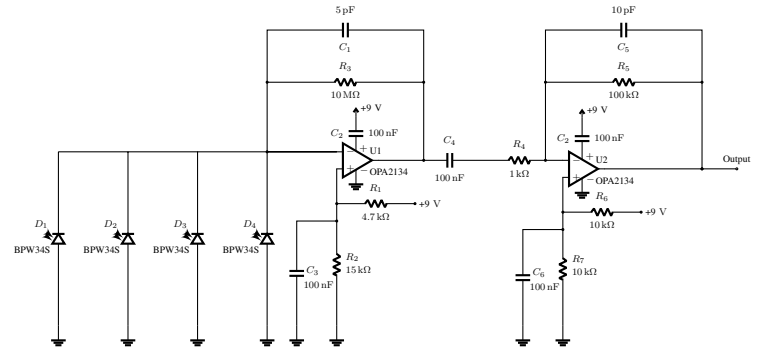 5 pF
C1
R3
10 MΩ
+9 V
C2
100 nF
U1
OPA2134
C4
100 nF
R4
1 kΩ
10 pF
C5
R5
100 kΩ
+9 V
C2
100 nF
U2
OPA2134
Output
R1
4.7 kΩ
+9 V
R6
10 kΩ
+9 V
D1
BPW34S
D2
BPW34S
D3
BPW34S
D4
BPW34S
C3
100 nF
R2
15 kΩ
C6
100 nF
R7
10 kΩ